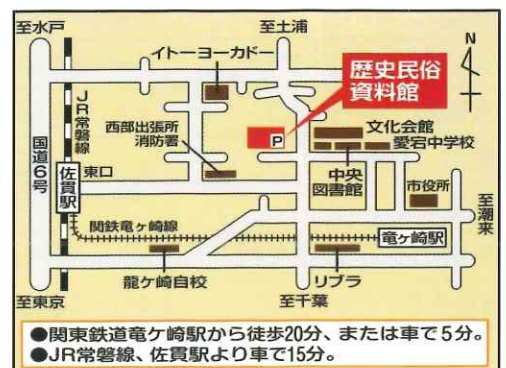 至水戸
至土浦
N
イトーヨーカドー
歴史民俗
資料館
JR常磐線
西部出張所
消防署
P
文化会館
愛宕中学校
国道6号
佐貫駅
東口
中央
図書館
市役所
至潮来
関鉄竜ヶ崎線
竜ヶ崎駅
龍ケ崎自校
リブラ
至東京
至千葉
●関東鉄道竜ヶ崎駅から徒歩20分、または車で5分。
●JR常磐線、佐貫駅より車で15分。